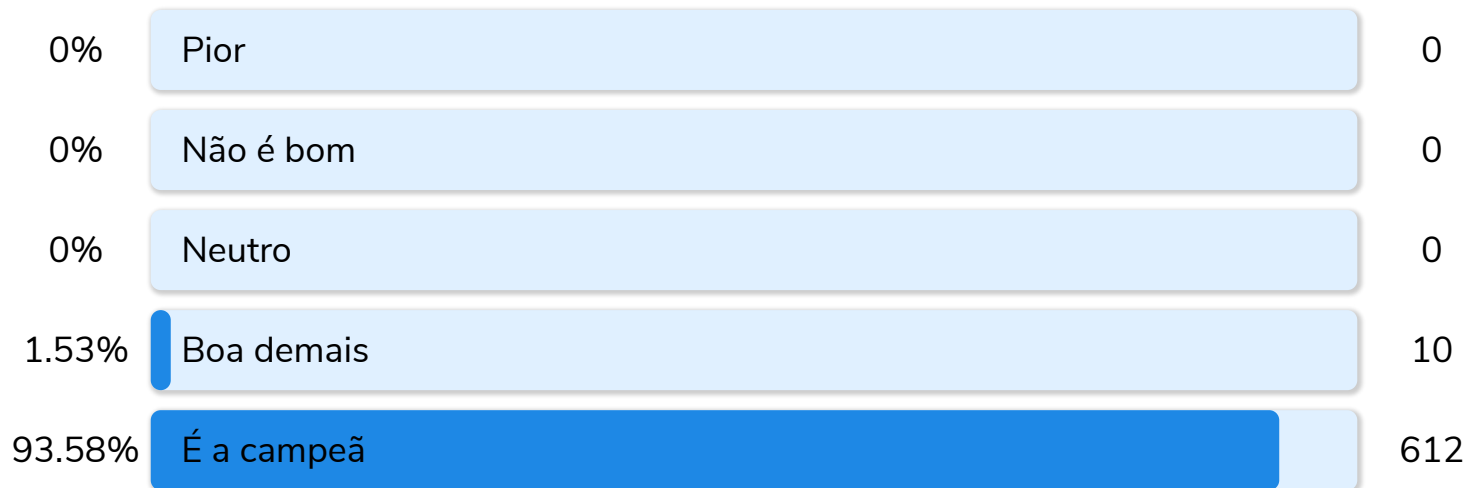 0% Pior 0
0% Não é bom 0
0% Neutro 0
1.53% Boa demais 10
93.58% É a campeã 612